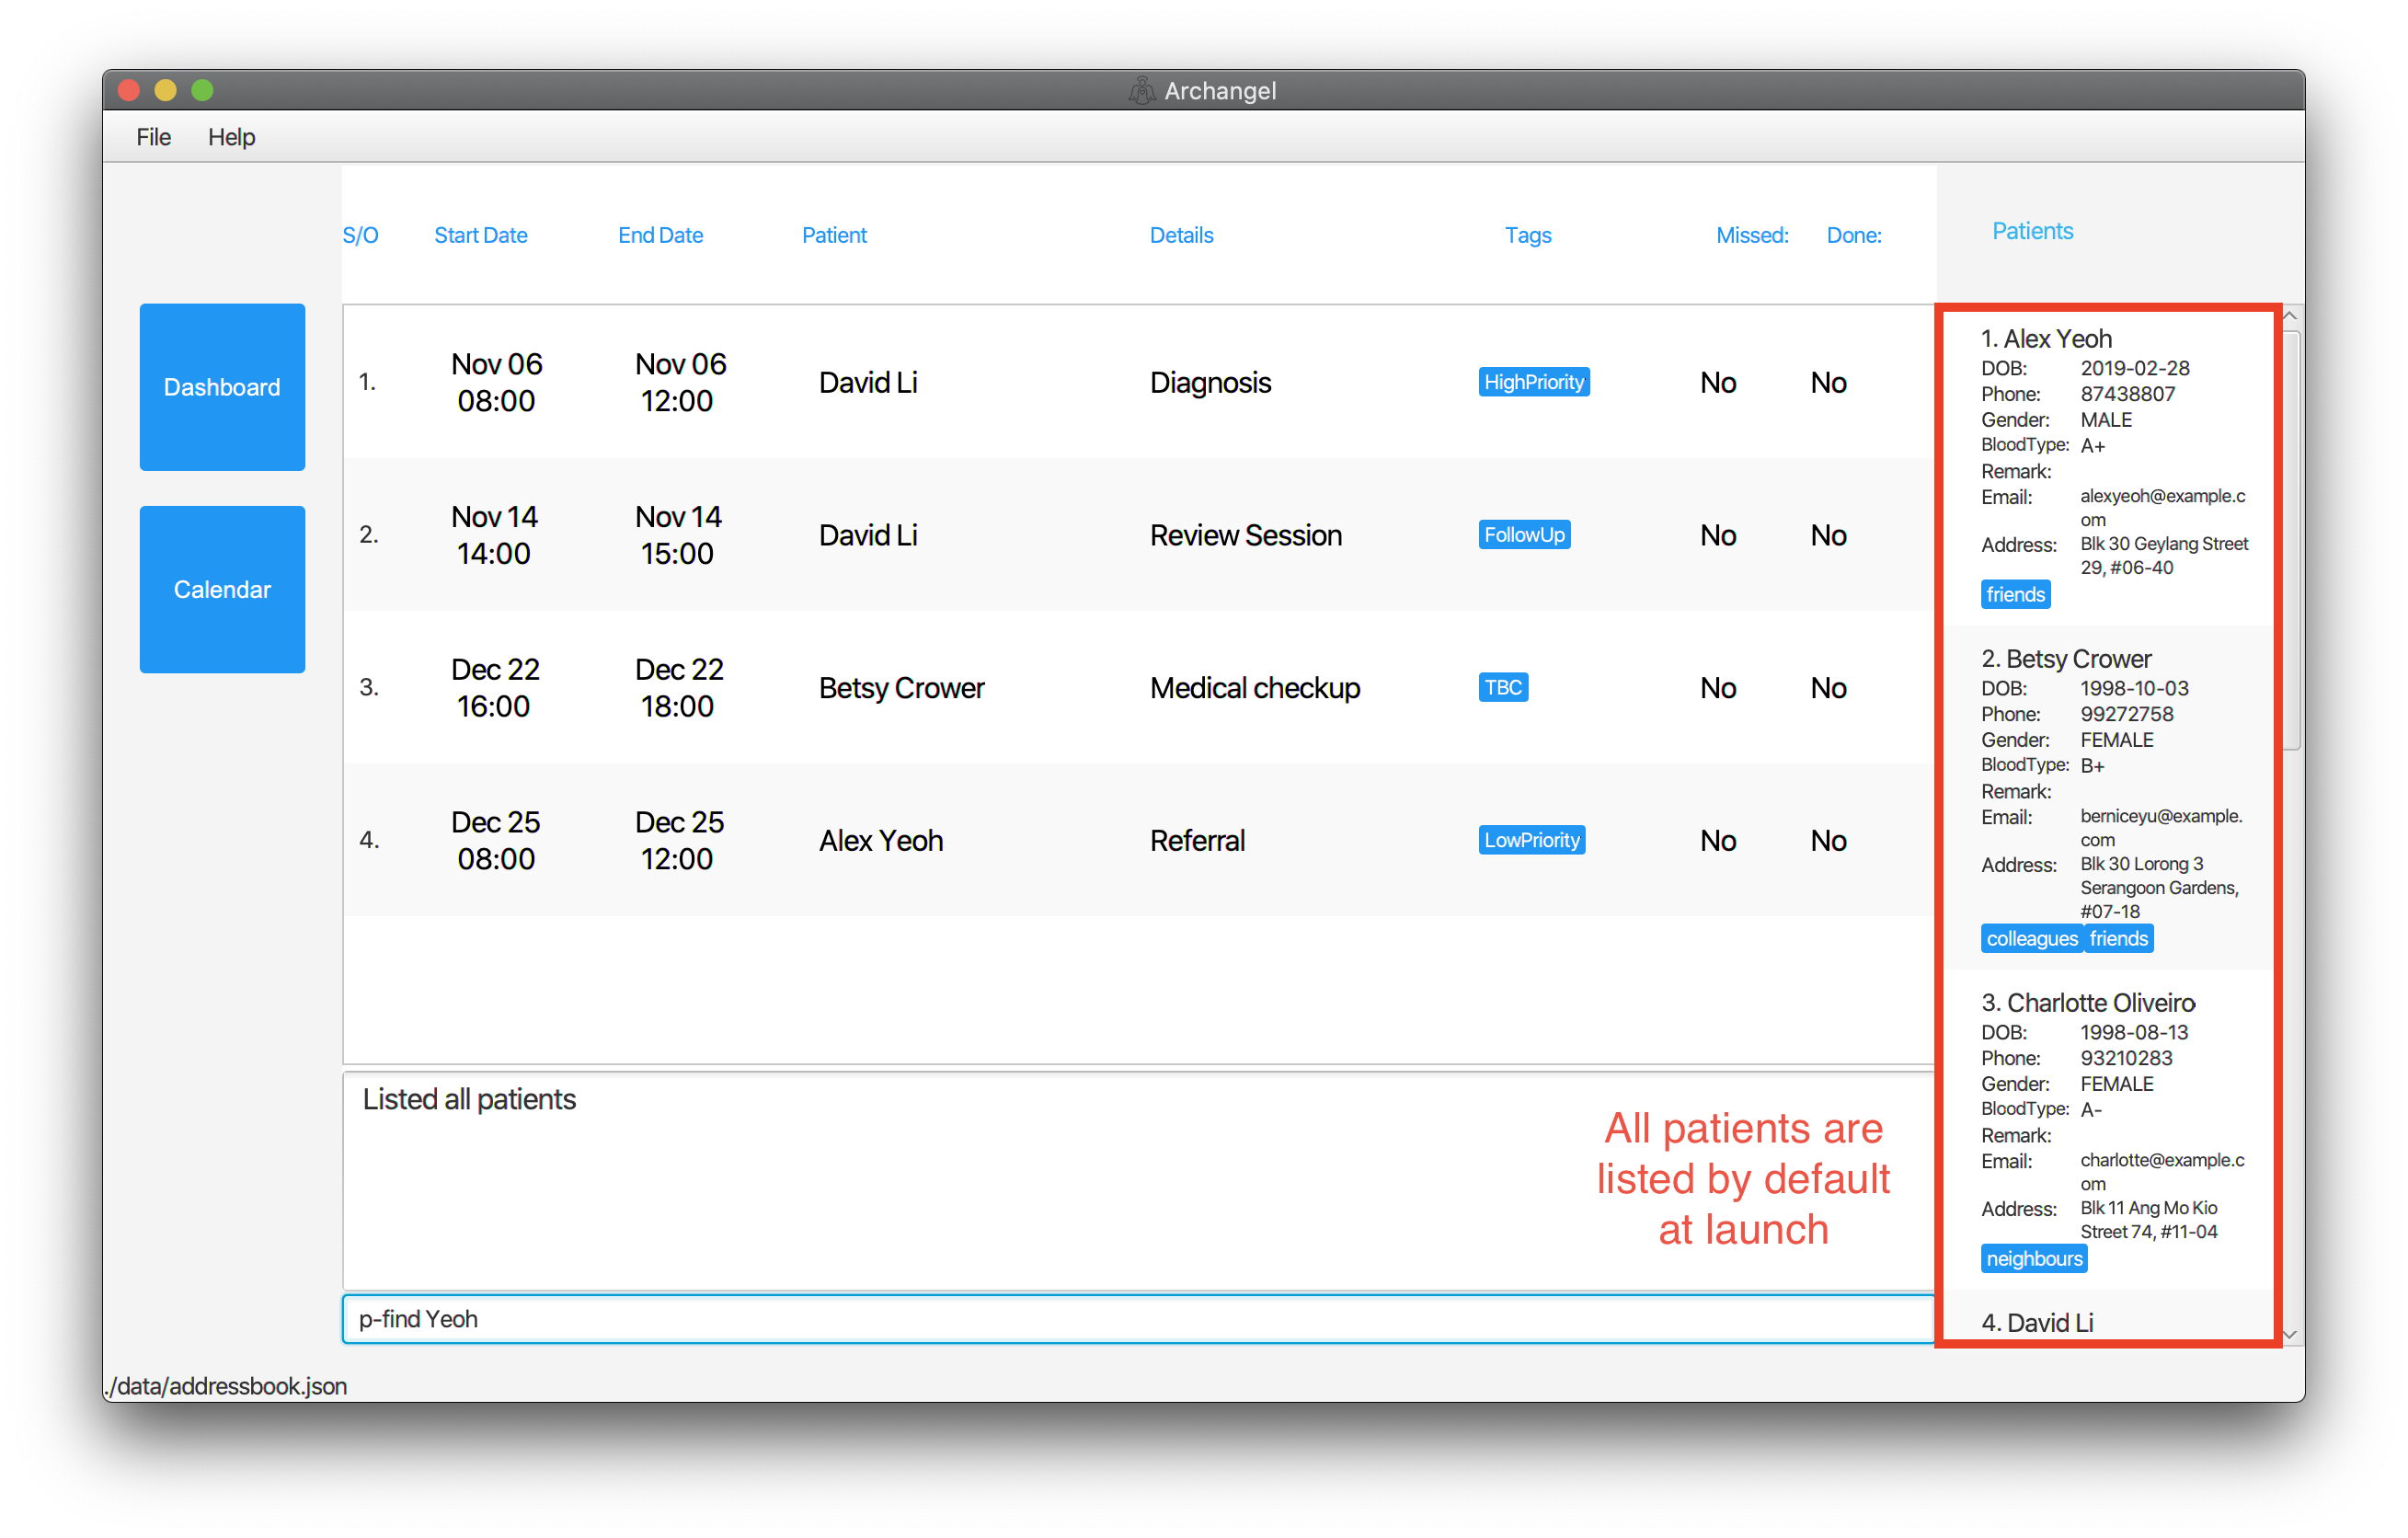 Archangel
File Help
S/O Start Date End Date Patient Details Tags Missed: Done: Patients
Dashboard
Calendar
1. Nov 06 08:00 Nov 06 12:00 David Li Diagnosis HighPriority No No
2. Nov 14 14:00 Nov 14 15:00 David Li Review Session FollowUp No No
3. Dec 22 16:00 Dec 22 18:00 Betsy Crower Medical checkup TBC No No
4. Dec 25 08:00 Dec 25 12:00 Alex Yeoh Referral LowPriority No No
Listed all patients
All patients are
listed by default
at launch
p-find Yeoh
1. Alex Yeoh
DOB: 2019-02-28
Phone: 87438807
Gender: MALE
BloodType: A+
Remark:
Email: alexyeoh@example.c
om
Address: Blk 30 Geylang Street
29, #06-40
friends
2. Betsy Crower
DOB: 1998-10-03
Phone: 99272758
Gender: FEMALE
BloodType: B+
Remark:
Email: berniceyu@example.
com
Address: Blk 30 Lorong 3
Serangoon Gardens,
#07-18
colleagues friends
3. Charlotte Oliveiro
DOB: 1998-08-13
Phone: 93210283
Gender: FEMALE
BloodType: A-
Remark:
Email: charlotte@example.c
om
Address: Blk 11 Ang Mo Kio
Street 74, #11-04
neighbours
4. David Li
./data/addressbook.json